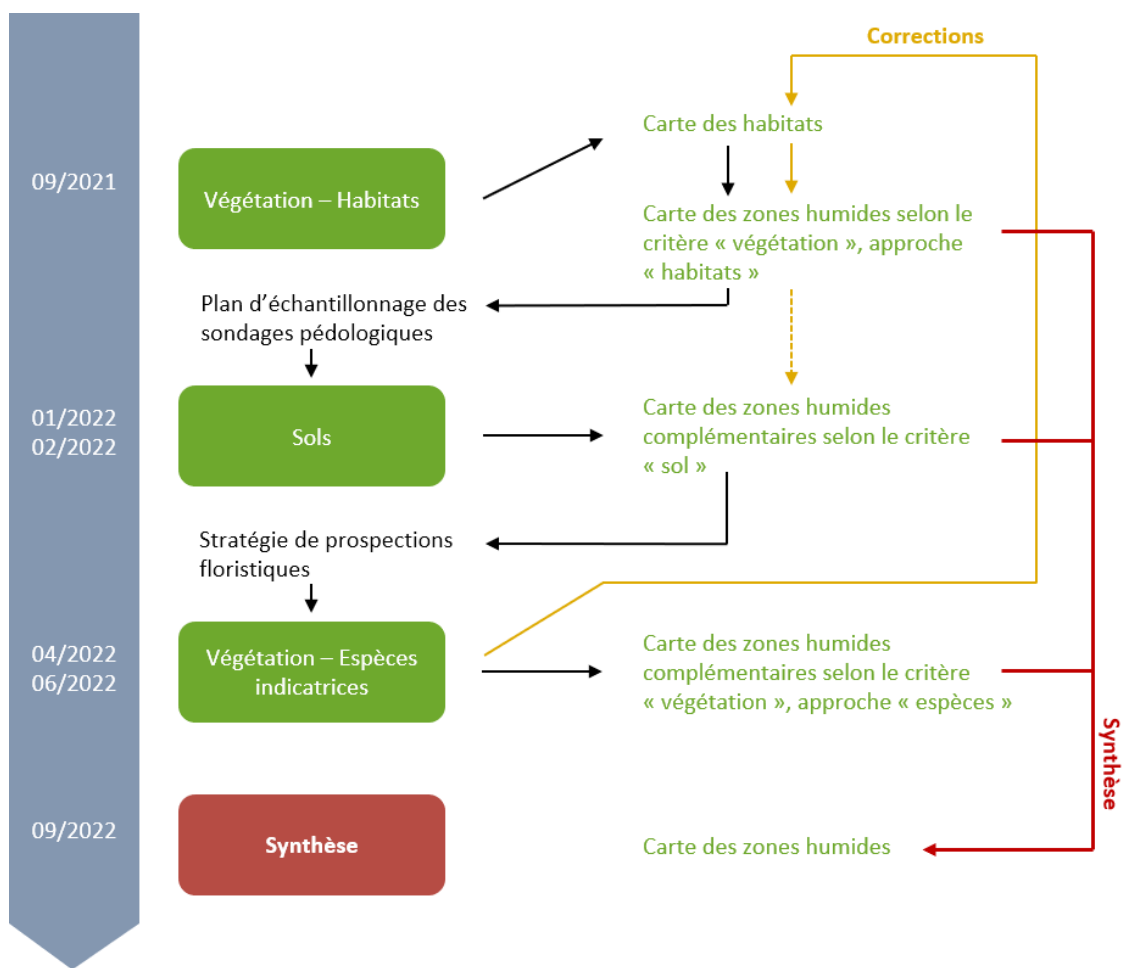 Corrections
Carte des habitats
09/2021
Végétation – Habitats
Carte des zones humides selon le
critère « végétation », approche
« habitats »
Plan d’échantillonnage des
sondages pédologiques
01/2022
02/2022
Sols
Carte des zones humides
complémentaires selon le critère
« sol »
Stratégie de prospections
floristiques
04/2022
06/2022
Végétation – Espèces
indicatrices
Carte des zones humides
complémentaires selon le critère
« végétation », approche « espèces »
Synthèse
09/2022
Synthèse
Carte des zones humides